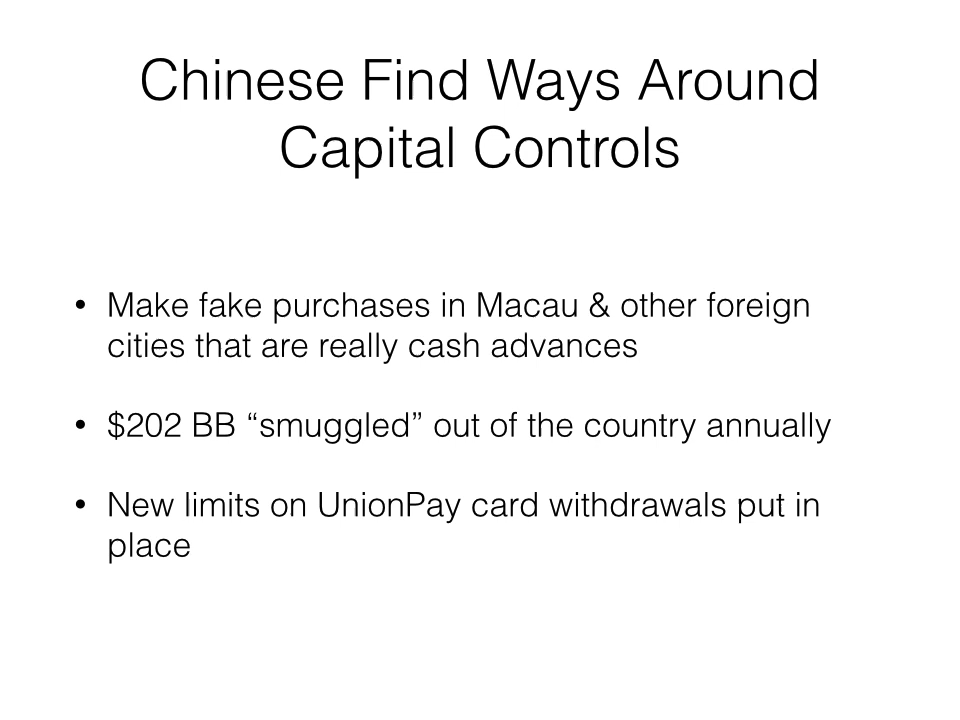 Chinese Find Ways Around
Capital Controls
• Make fake purchases in Macau & other foreign
cities that are really cash advances
• $202 BB “smuggled” out of the country annually
• New limits on UnionPay card withdrawals put in
place